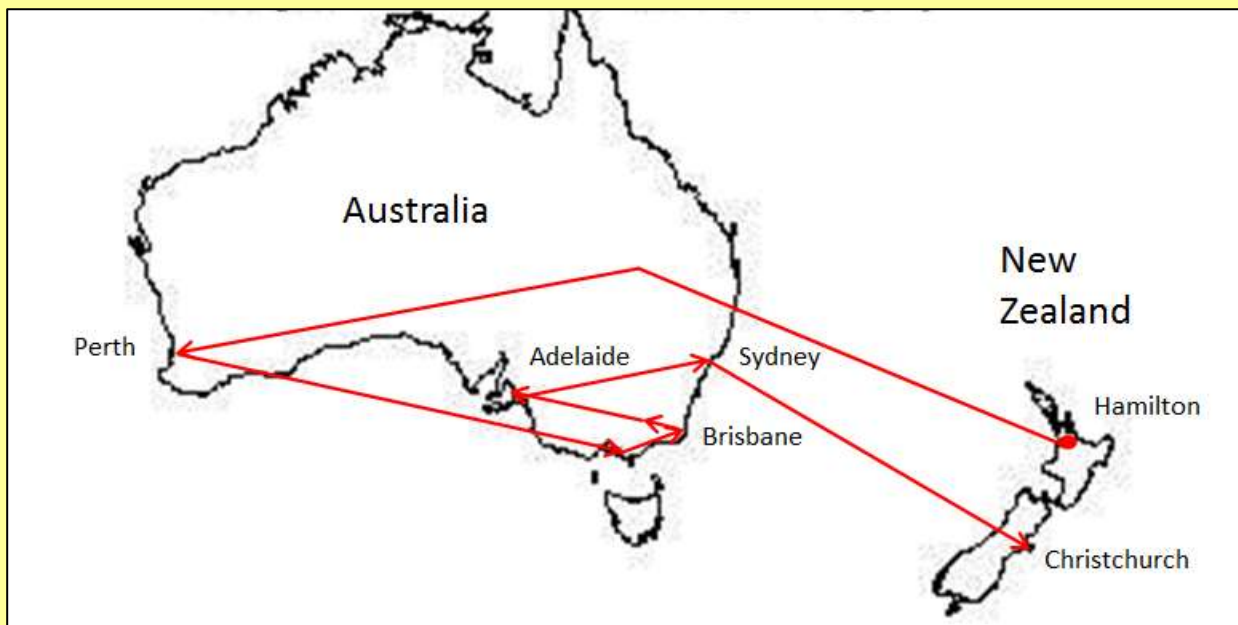 Australia
New
Zealand
Perth
Adelaide
Sydney
Hamilton
Brisbane
Christchurch